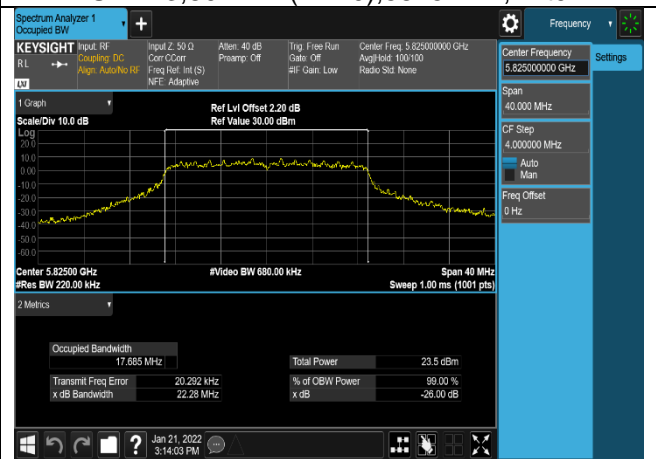 Spectrum Analyzer 1
Occupied BW
+
Frequency
KEYSIGHT
RL
LXI
Input: RF
Coupling: DC
Align: Auto/No RF
Input Z: 50 Ω
Corr CCorr
Freq Ref: Int (S)
NFE: Adaptive
Atten: 40 dB
Preamp: Off
Trig: Free Run
Gate: Off
#IF Gain: Low
Center Freq: 5.825000000 GHz
Avg|Hold: 100/100
Radio Std: None
Center Frequency
5.825000000 GHz
Settings
Span
40.000 MHz
CF Step
4.000000 MHz
Auto
Man
Freq Offset
0 Hz
1 Graph
Scale/Div 10.0 dB
Ref Lvl Offset 2.20 dB
Ref Value 30.00 dBm
Log
20.0
10.0
0.00
-10.0
-20.0
-30.0
-40.0
-50.0
-60.0
Center 5.82500 GHz
#Res BW 220.00 kHz
#Video BW 680.00 kHz
Span 40 MHz
Sweep 1.00 ms (1001 pts)
2 Metrics
Occupied Bandwidth
17.685 MHz
Total Power 23.5 dBm
Transmit Freq Error 20.292 kHz
% of OBW Power 99.00 %
x dB Bandwidth 22.28 MHz
x dB -26.00 dB
?
Jan 21, 2022
3:14:03 PM